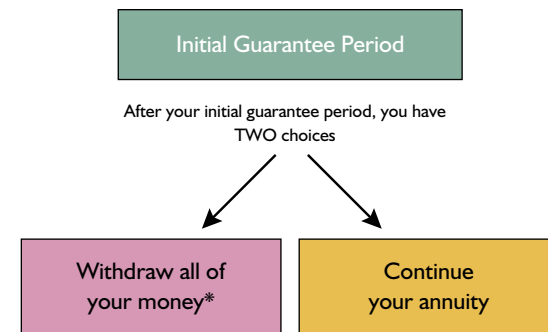 Initial Guarantee Period
After your initial guarantee period, you have
TWO choices
Withdraw all of
your money*
Continue
your annuity